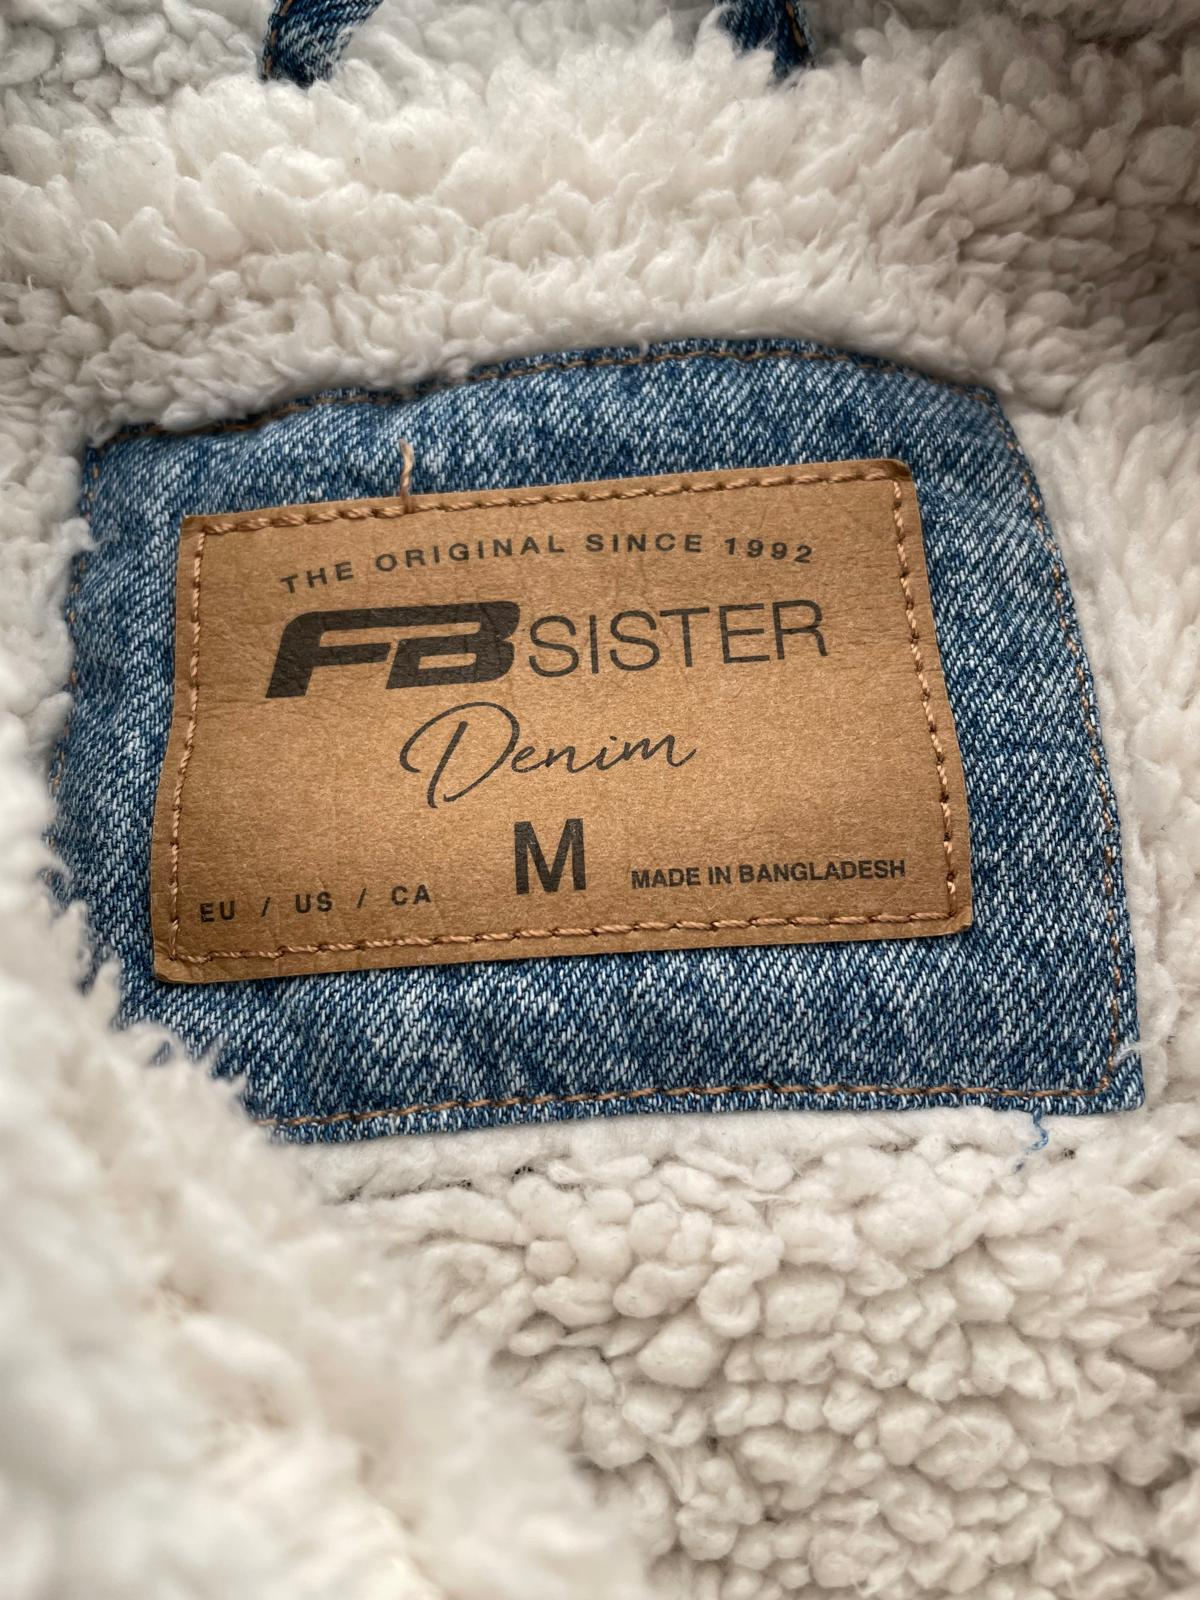 THE ORIGINAL SINCE 1992
FB SISTER
Denim
M
EU / US / CA
MADE IN BANGLADESH